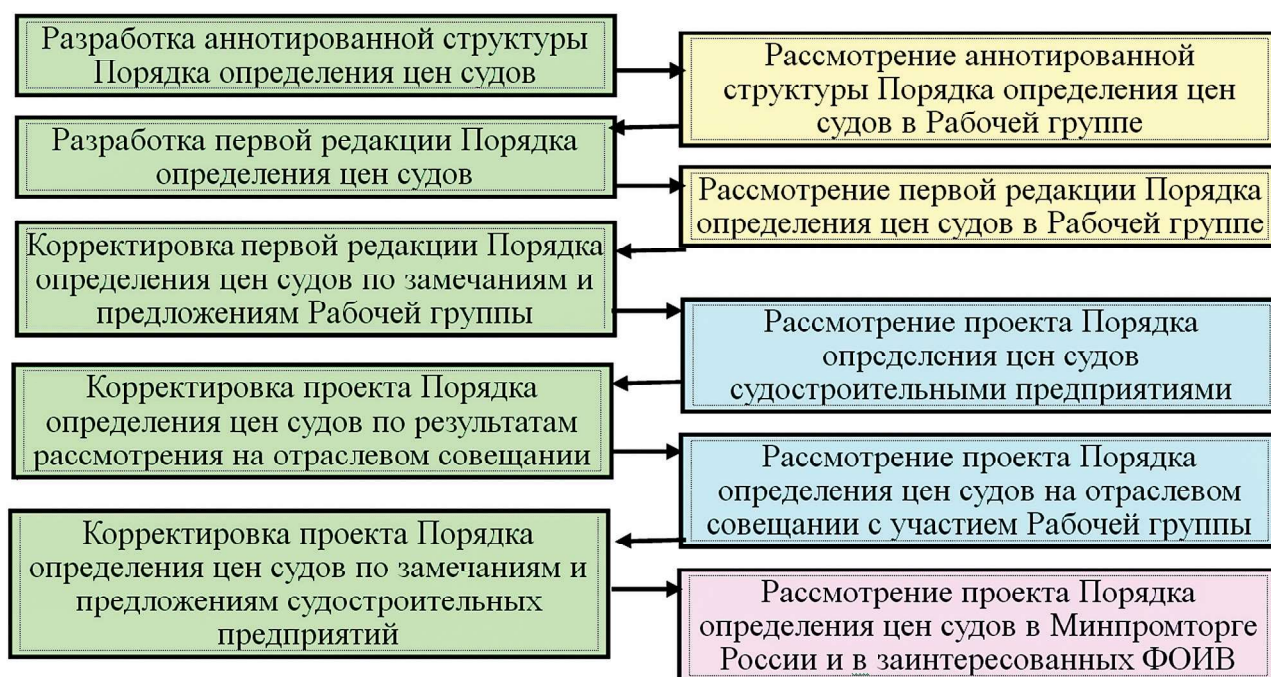 Разработка аннотированной структуры
Порядка определения цен судов
Рассмотрение аннотированной
структуры Порядка определения цен
судов в Рабочей группе
Разработка первой редакции Порядка
определения цен судов
Рассмотрение первой редакции Порядка
определения цен судов в Рабочей группе
Корректировка первой редакции Порядка
определения цен судов по замечаниям и
предложениям Рабочей группы
Рассмотрение проекта Порядка
определения цен судов
судостроительными предприятиями
Корректировка проекта Порядка
определения цен судов по результатам
рассмотрения на отраслевом совещании
Рассмотрение проекта Порядка
определения цен судов на отраслевом
совещании с участием Рабочей группы
Корректировка проекта Порядка
определения цен судов по замечаниям и
предложениям судостроительных
предприятий
Рассмотрение проекта Порядка
определения цен судов в Минпромторге
России и в заинтересованных ФОИВ